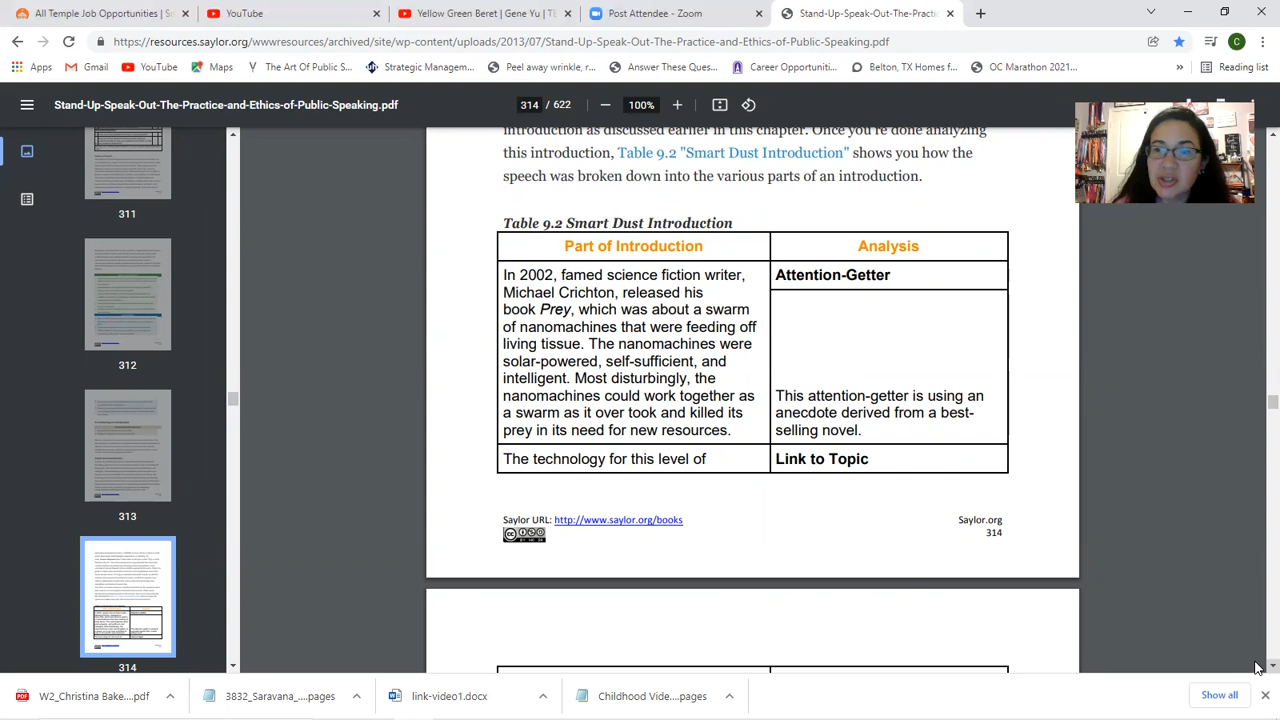 All Temple Job Openings | S
YouTube
Yellow Green Beret | Gene Yu | TE
Post Attendee - Zoom
Stand-Up-Speak-Out-The-Practic
https://resources.saylor.org/wwwresources/archived/site/wp-content/uploads/2013/07/Stand-Up-Speak-Out-The-Practice-and-Ethics-of-Public-Speaking.pdf
C
Apps
Gmail
YouTube
Maps
The Art Of Public S...
Strategic Managem...
Peel away wrinkle, r...
Answer These Ques...
Career Opportuniti...
Belton, TX Homes f...
OC Marathon 2021...
»
Reading list
Stand-Up-Speak-Out-The-Practice-and-Ethics-of-Public-Speaking.pdf
314 / 622
100%
311
312
313
314
introduction as discussed earlier in this chapter. Once you're done analyzing
this introduction, Table 9.2 "Smart Dust Introduction" shows you how the
speech was broken down into the various parts of an introduction.
Table 9.2 Smart Dust Introduction
Part of Introduction
Analysis
In 2002, famed science fiction writer,
Michael Crichton, released his
book Prey, which was about a swarm
of nanomachines that were feeding off
living tissue. The nanomachines were
solar-powered, self-sufficient, and
intelligent. Most disturbingly, the
nanomachines could work together as
a swarm as it over took and killed its
prey in its need for new resources.
Attention-Getter
This attention-getter is using an
anecdote derived from a best-
selling novel.
The technology for this level of
Link to Topic
Saylor URL: http://www.saylor.org/books
Saylor.org
314
W2_Christina Bake....pdf
3832_Saravana_....pages
link-video1.docx
Childhood Vide....pages
Show all